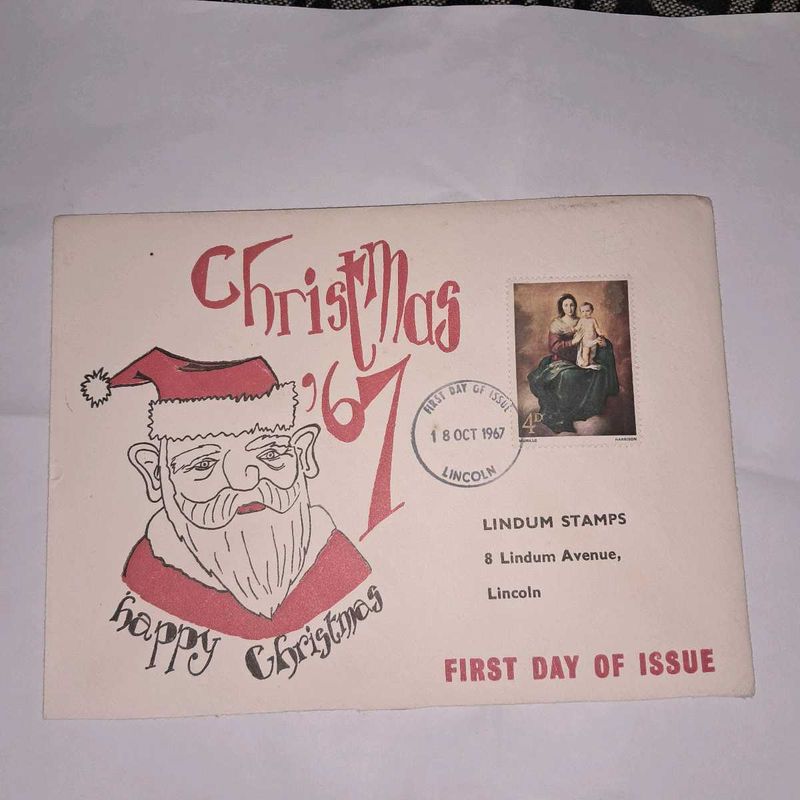 Christmas
'67
happy Christmas
4D
MURILLO
HARRISON
FIRST DAY OF ISSUE
18 OCT 1967
LINCOLN
LINDUM STAMPS
8 Lindum Avenue,
Lincoln
FIRST DAY OF ISSUE